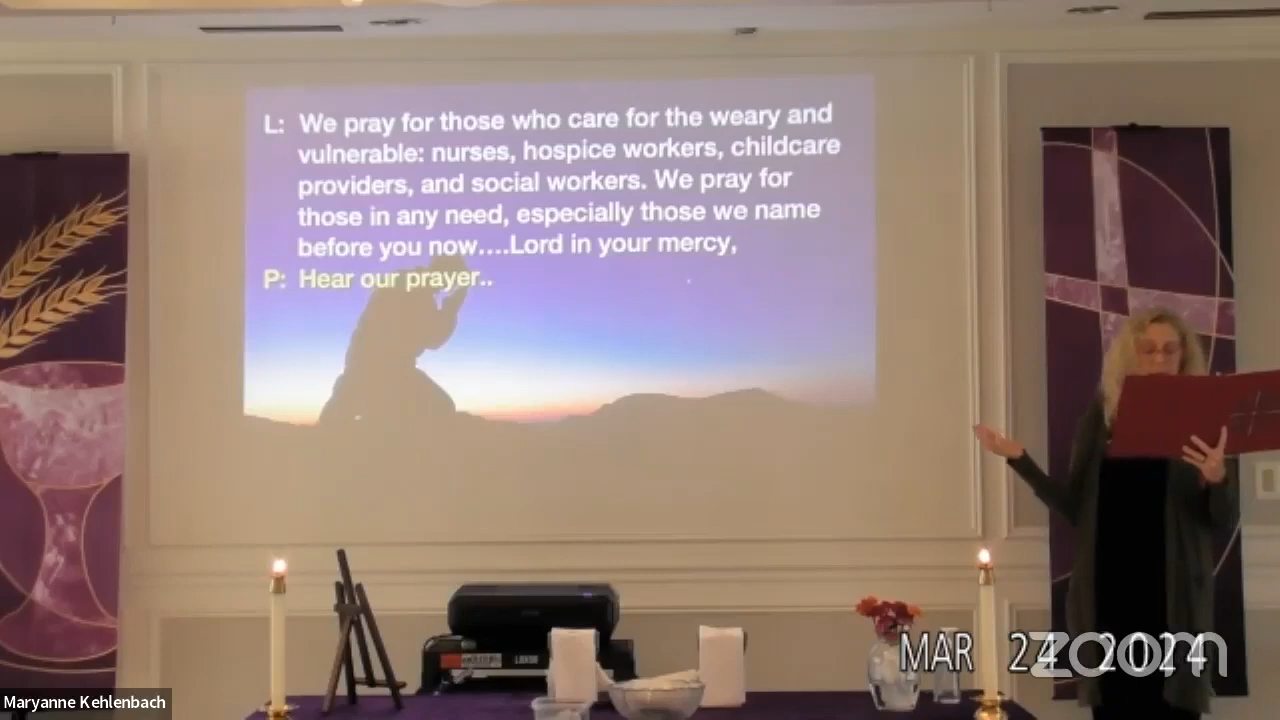 L: We pray for those who care for the weary and
vulnerable: nurses, hospice workers, childcare
providers, and social workers. We pray for
those in any need, especially those we name
before you now....Lord in your mercy,
P: Hear our prayer..
MAR 24 2024
zoom
Maryanne Kehlenbach